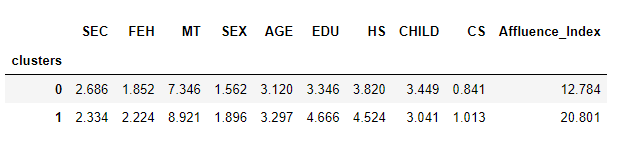 SEC FEH MT SEX AGE EDU HS CHILD CS Affluence_Index
clusters
0 2.686 1.852 7.346 1.562 3.120 3.346 3.820 3.449 0.841 12.784
1 2.334 2.224 8.921 1.896 3.297 4.666 4.524 3.041 1.013 20.801